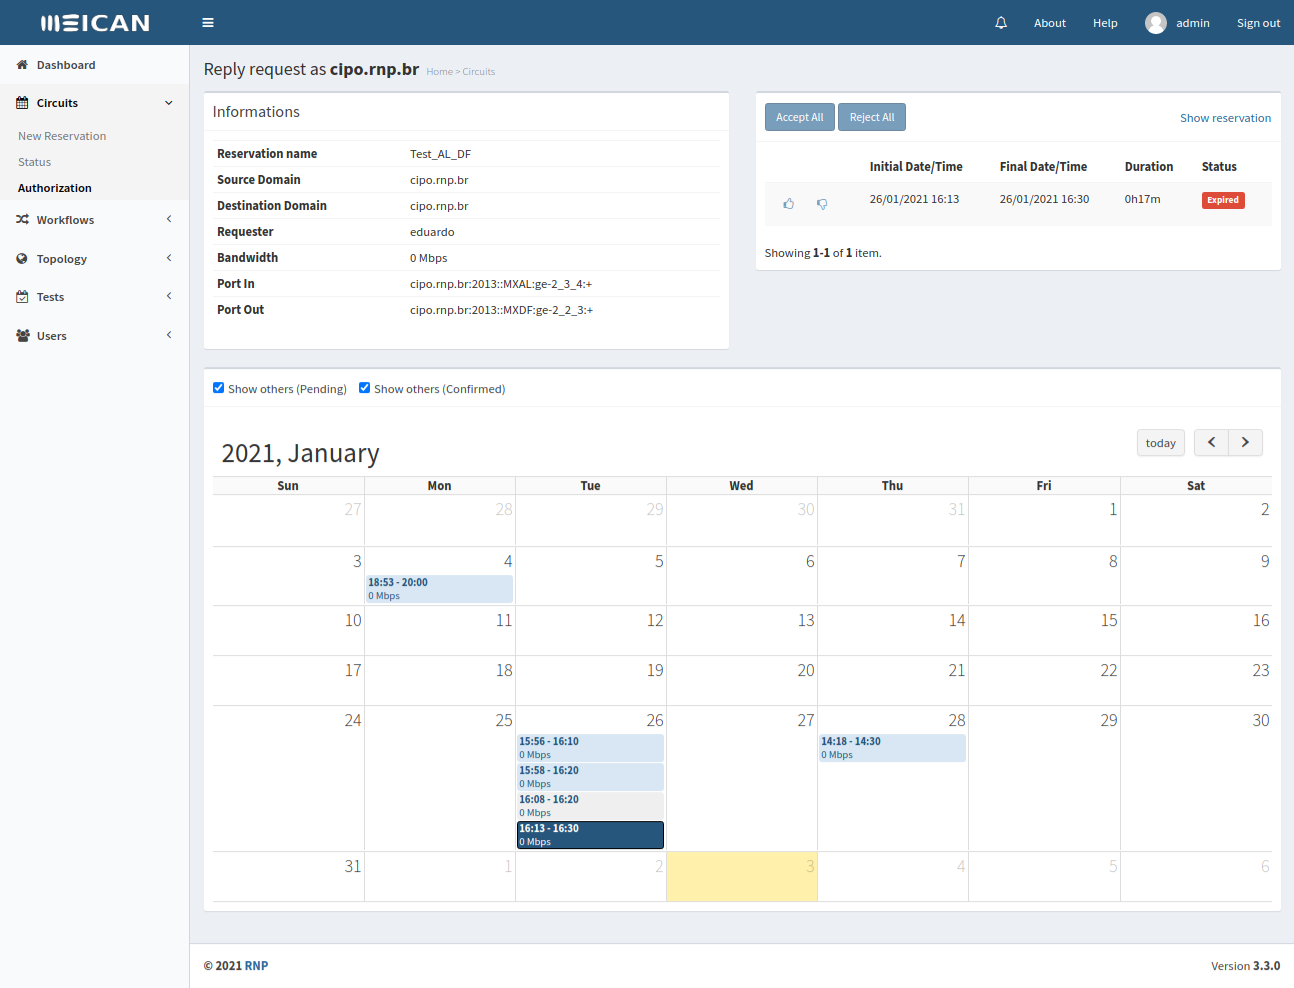 MEICAN
About Help admin Sign out
Dashboard
Circuits
New Reservation
Status
Authorization
Workflows
Topology
Tests
Users
Reply request as cipo.rnp.br Home > Circuits
Informations
Reservation name Test_AL_DF
Source Domain cipo.rnp.br
Destination Domain cipo.rnp.br
Requester eduardo
Bandwidth 0 Mbps
Port In cipo.rnp.br:2013::MXAL:ge-2_3_4:+
Port Out cipo.rnp.br:2013::MXDF:ge-2_2_3:+
Accept All Reject All Show reservation
Initial Date/Time Final Date/Time Duration Status
26/01/2021 16:13 26/01/2021 16:30 0h17m Expired
Showing 1-1 of 1 item.
Show others (Pending) Show others (Confirmed)
2021, January today
Sun Mon Tue Wed Thu Fri Sat
27 28 29 30 31 1 2
3 4 5 6 7 8 9
18:53 - 20:00
0 Mbps
10 11 12 13 14 15 16
17 18 19 20 21 22 23
24 25 26 27 28 29 30
15:56 - 16:10 14:18 - 14:30
0 Mbps 0 Mbps
15:58 - 16:20
0 Mbps
16:08 - 16:20
0 Mbps
16:13 - 16:30
0 Mbps
31 1 2 3 4 5 6
© 2021 RNP Version 3.3.0